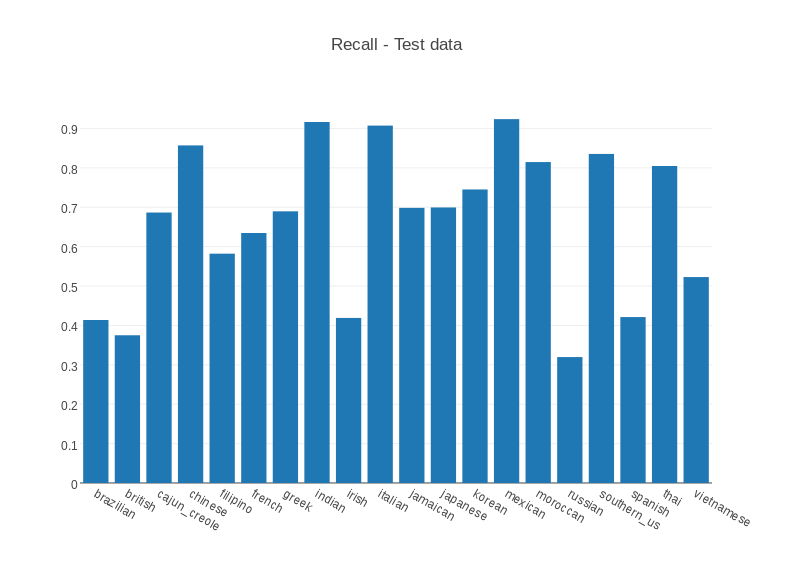 Recall - Test data
0.9
0.8
0.7
0.6
0.5
0.4
0.3
0.2
0.1
0
brazilian
british
cajun_creole
chinese
filipino
french
greek
indian
irish
italian
jamaican
japanese
korean
mexican
moroccan
russian
southern_us
spanish
thai
vietnamese